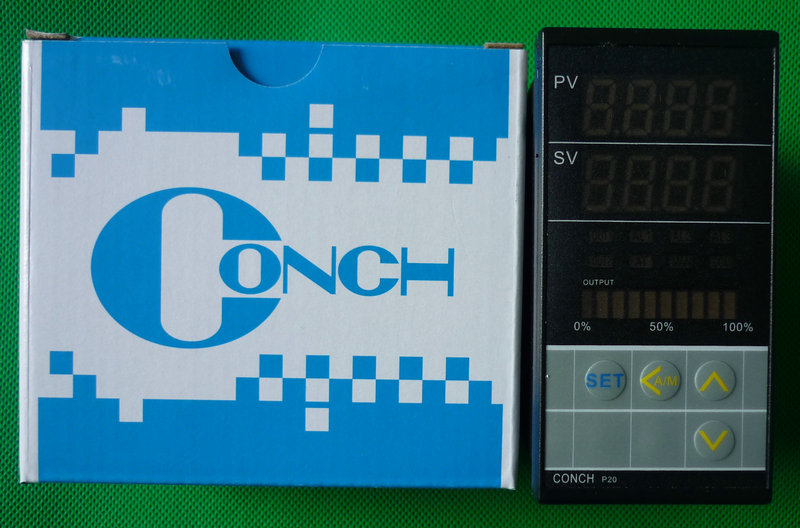 CONCH
PV
SV
OUTPUT
0% 50% 100%
SET A/M
CONCH P20